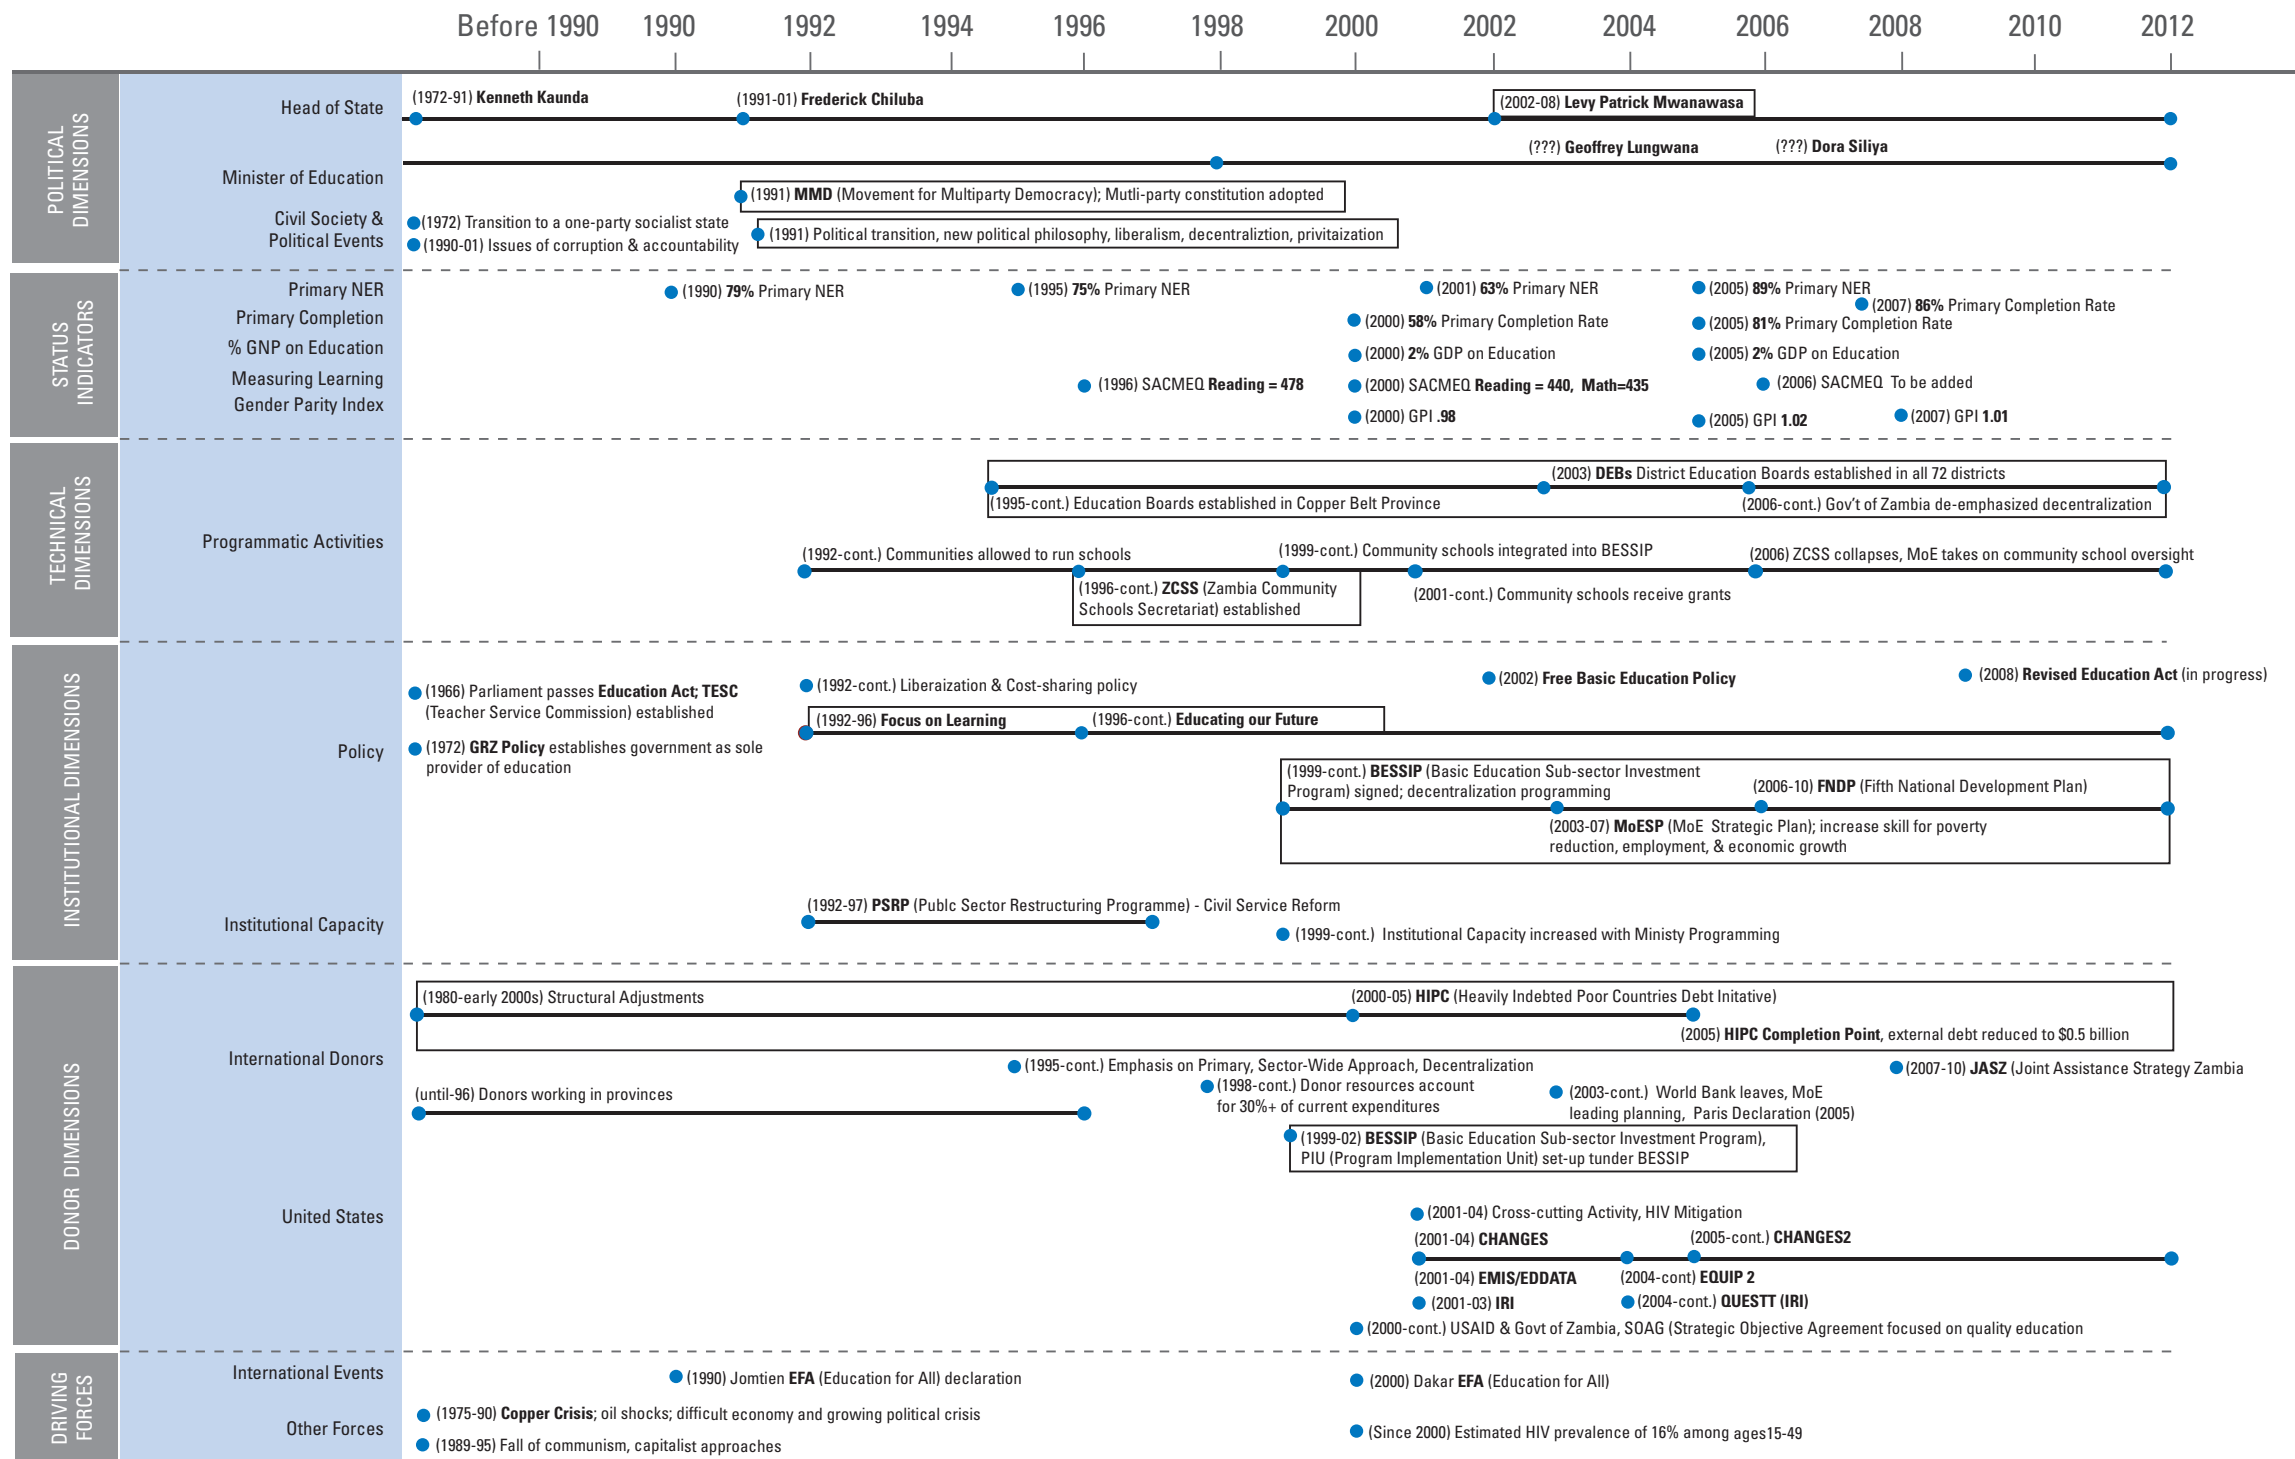 Before 1990 1990 1992 1994 1996 1998 2000 2002 2004 2006 2008 2010 2012
POLITICAL
DIMENSIONS
Head of State
(1972-91) Kenneth Kaunda
(1991-01) Frederick Chiluba
(2002-08) Levy Patrick Mwanawasa
Minister of Education
(???) Geoffrey Lungwana
(???) Dora Siliya
Civil Society &
Political Events
(1991) MMD (Movement for Multiparty Democracy); Mutli-party constitution adopted
(1972) Transition to a one-party socialist state
(1990-01) Issues of corruption & accountability
(1991) Political transition, new political philosophy, liberalism, decentraliztion, privitaization
STATUS
INDICATORS
Primary NER
(1990) 79% Primary NER
(1995) 75% Primary NER
(2001) 63% Primary NER
(2005) 89% Primary NER
Primary Completion
(2000) 58% Primary Completion Rate
(2005) 81% Primary Completion Rate
(2007) 86% Primary Completion Rate
% GNP on Education
(2000) 2% GDP on Education
(2005) 2% GDP on Education
Measuring Learning
(1996) SACMEQ Reading = 478
(2000) SACMEQ Reading = 440, Math=435
(2006) SACMEQ To be added
Gender Parity Index
(2000) GPI .98
(2005) GPI 1.02
(2007) GPI 1.01
TECHNICAL
DIMENSIONS
Programmatic Activities
(2003) DEBs District Education Boards established in all 72 districts
(1995-cont.) Education Boards established in Copper Belt Province
(2006-cont.) Gov't of Zambia de-emphasized decentralization
(1992-cont.) Communities allowed to run schools
(1999-cont.) Community schools integrated into BESSIP
(2006) ZCSS collapses, MoE takes on community school oversight
(1996-cont.) ZCSS (Zambia Community
Schools Secretariat) established
(2001-cont.) Community schools receive grants
INSTITUTIONAL DIMENSIONS
Policy
(1966) Parliament passes Education Act; TESC
(Teacher Service Commission) established
(1972) GRZ Policy establishes government as sole
provider of education
(1992-cont.) Liberaization & Cost-sharing policy
(2002) Free Basic Education Policy
(2008) Revised Education Act (in progress)
(1992-96) Focus on Learning
(1996-cont.) Educating our Future
(1999-cont.) BESSIP (Basic Education Sub-sector Investment
Program) signed; decentralization programming
(2006-10) FNDP (Fifth National Development Plan)
(2003-07) MoESP (MoE Strategic Plan); increase skill for poverty
reduction, employment, & economic growth
Institutional Capacity
(1992-97) PSRP (Publc Sector Restructuring Programme) - Civil Service Reform
(1999-cont.) Institutional Capacity increased with Ministy Programming
DONOR DIMENSIONS
International Donors
(1980-early 2000s) Structural Adjustments
(2000-05) HIPC (Heavily Indebted Poor Countries Debt Initative)
(2005) HIPC Completion Point, external debt reduced to $0.5 billion
(1995-cont.) Emphasis on Primary, Sector-Wide Approach, Decentralization
(2007-10) JASZ (Joint Assistance Strategy Zambia
(until-96) Donors working in provinces
(1998-cont.) Donor resources account
for 30%+ of current expenditures
(2003-cont.) World Bank leaves, MoE
leading planning, Paris Declaration (2005)
(1999-02) BESSIP (Basic Education Sub-sector Investment Program),
PIU (Program Implementation Unit) set-up tunder BESSIP
United States
(2001-04) Cross-cutting Activity, HIV Mitigation
(2001-04) CHANGES
(2005-cont.) CHANGES2
(2001-04) EMIS/EDDATA
(2004-cont) EQUIP 2
(2001-03) IRI
(2004-cont.) QUESTT (IRI)
(2000-cont.) USAID & Govt of Zambia, SOAG (Strategic Objective Agreement focused on quality education
DRIVING
FORCES
International Events
(1990) Jomtien EFA (Education for All) declaration
(2000) Dakar EFA (Education for All)
Other Forces
(1975-90) Copper Crisis; oil shocks; difficult economy and growing political crisis
(Since 2000) Estimated HIV prevalence of 16% among ages15-49
(1989-95) Fall of communism, capitalist approaches